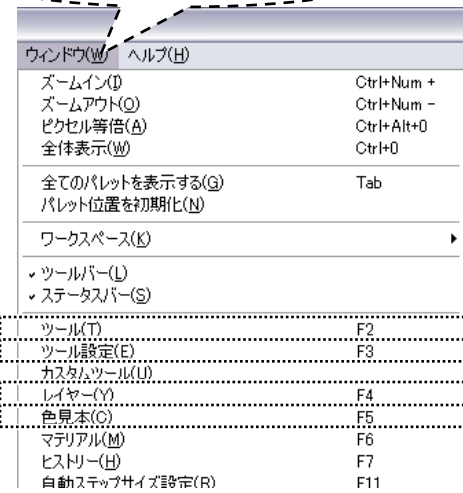 ウィンドウ(W) ヘルプ(H)
ズームイン(I) Ctrl+Num +
ズームアウト(O) Ctrl+Num -
ピクセル等倍(A) Ctrl+Alt+0
全体表示(W) Ctrl+0
全てのパレットを表示する(G) Tab
パレット位置を初期化(N)
ワークスペース(K)
ツールバー(L)
ステータスバー(S)
ツール(T) F2
ツール設定(E) F3
カスタムツール(U)
レイヤー(Y) F4
色見本(C) F5
マテリアル(M) F6
ヒストリー(H) F7
自動ステップサイズ設定(R) F11